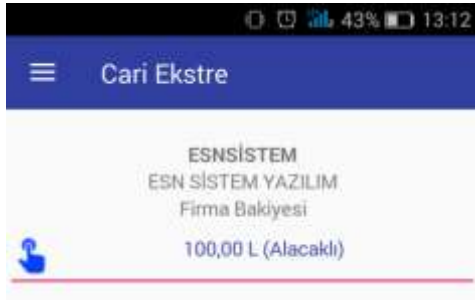 43% 13:12
Cari Ekstre
ESNSİSTEM
ESN SİSTEM YAZILIM
Firma Bakiyesi
100,00 L (Alacaklı)